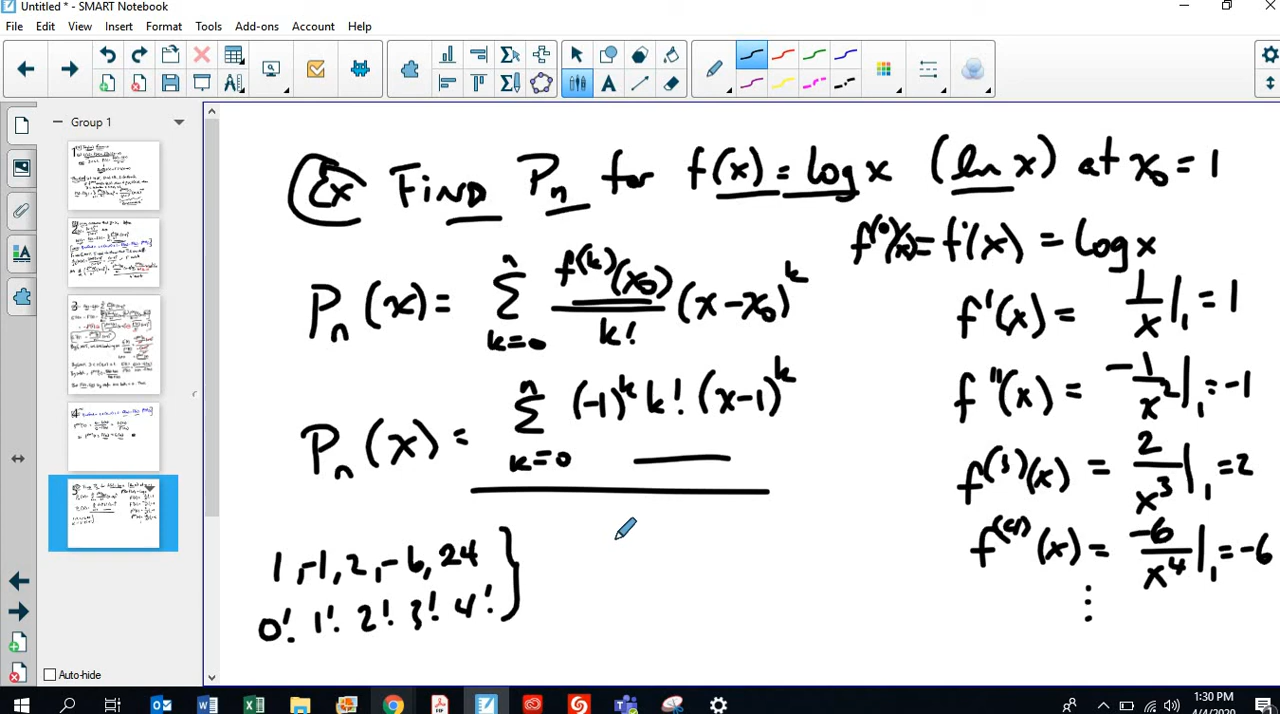 Untitled * - SMART Notebook
File Edit View Insert Format Tools Add-ons Account Help
Group 1
Ex Find Pn for f(x) = log x (ln x) at x₀ = 1
f⁽⁰⁾(x) = f(x) = log x
Pn(x) = Σ k=0 n f⁽ᵏ⁾(x₀) / k! (x - x₀)ᵏ
f'(x) = 1/x |₁ = 1
f''(x) = -1/x² |₁ = -1
Pn(x) = Σ k=0 n (-1)ᵏ k! (x-1)ᵏ
f⁽³⁾(x) = 2/x³ |₁ = 2
f⁽⁴⁾(x) = -6/x⁴ |₁ = -6
⋮
1, -1, 2, -6, 24 }
0! 1! 2! 3! 4!
Auto-hide
1:30 PM
4/4/2020